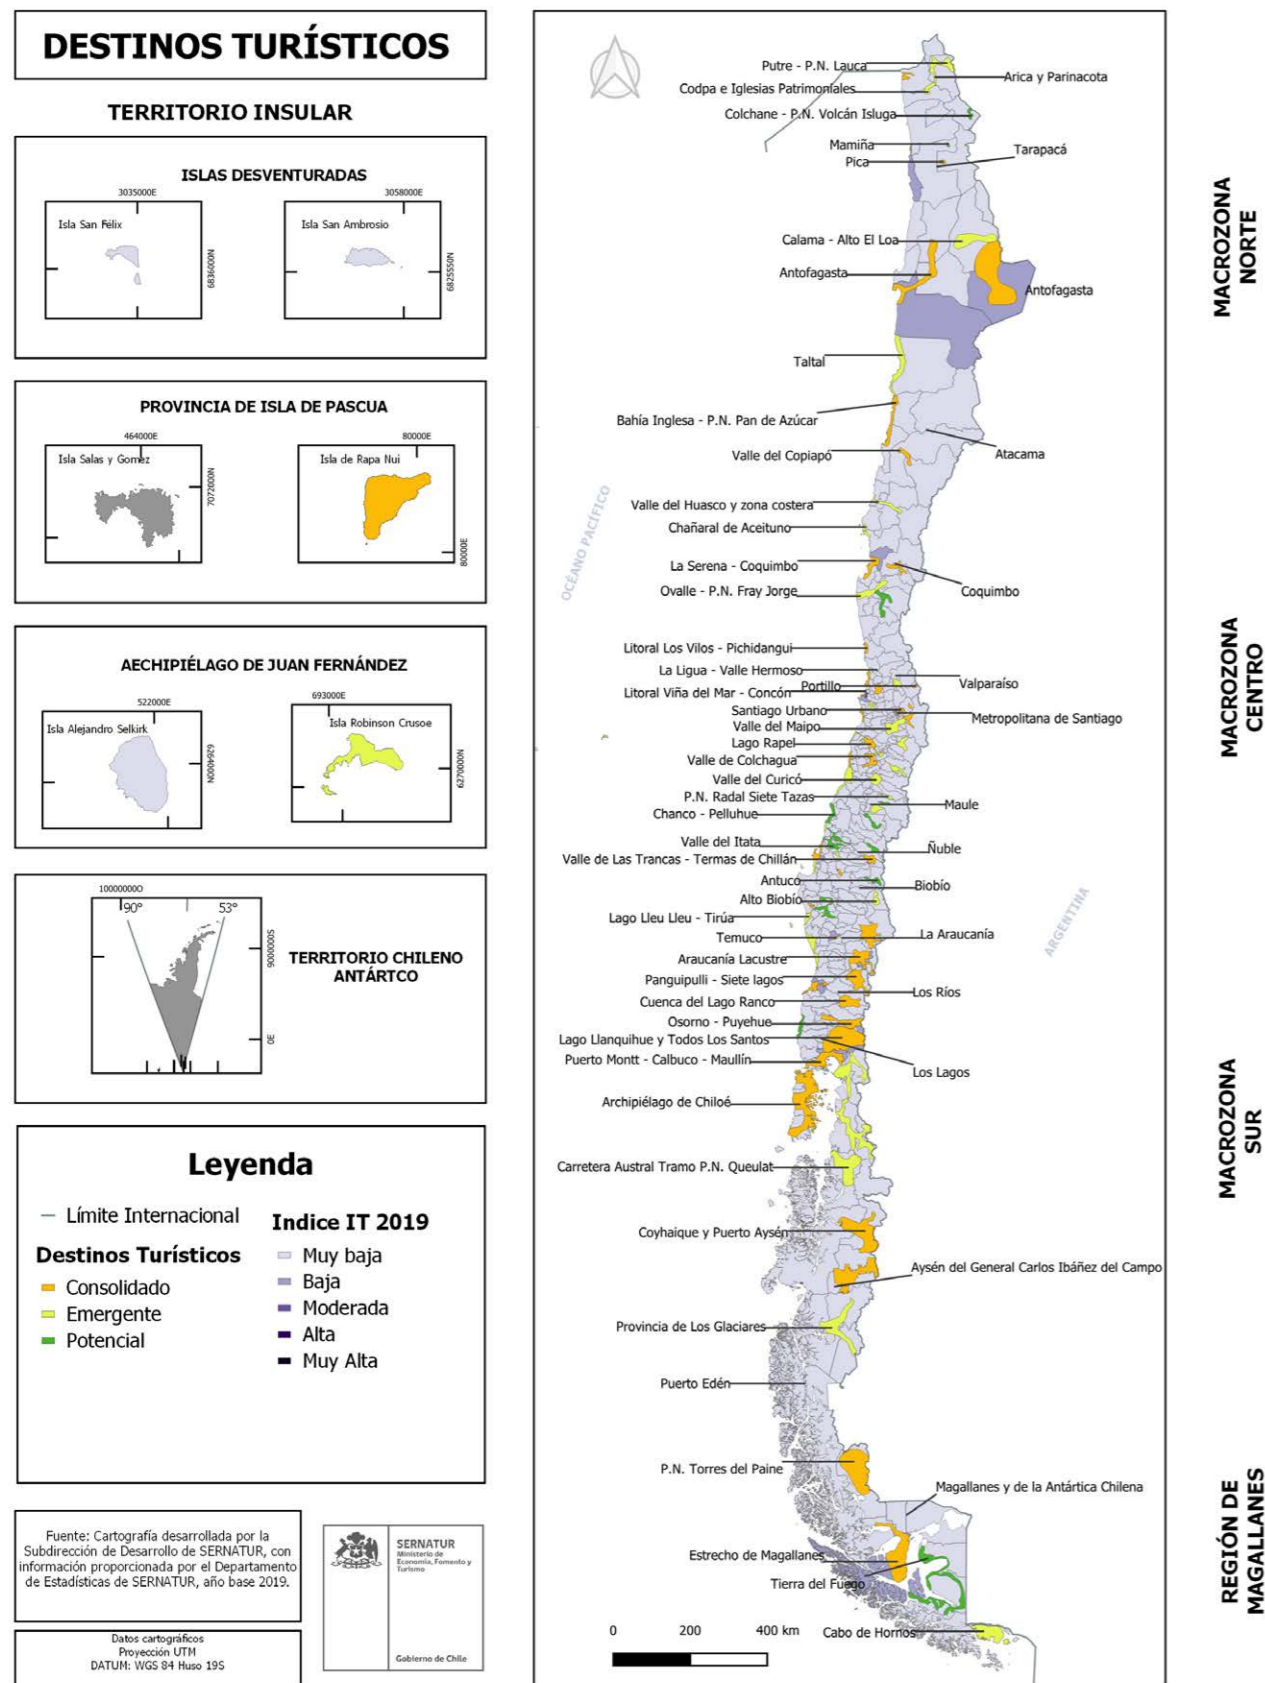 DESTINOS TURÍSTICOS
TERRITORIO INSULAR
ISLAS DESVENTURADAS
3035000E
Isla San Félix
6836000N
3058000E
Isla San Ambrosio
6825550N
PROVINCIA DE ISLA DE PASCUA
464000E
Isla Salas y Gomez
7072000N
80000E
Isla de Rapa Nui
80000E
AECHIPIÉLAGO DE JUAN FERNÁNDEZ
522000E
Isla Alejandro Selkirk
6264000N
693000E
Isla Robinson Crusoe
6270000N
100000000
90°
53°
9000000S
0E
TERRITORIO CHILENO
ANTÁRTCO
Leyenda
Límite Internacional
Destinos Turísticos
Consolidado
Emergente
Potencial
Indice IT 2019
Muy baja
Baja
Moderada
Alta
Muy Alta
Fuente: Cartografía desarrollada por la
Subdirección de Desarrollo de SERNATUR, con
información proporcionada por el Departamento
de Estadísticas de SERNATUR, año base 2019.
Datos cartográficos
Proyección UTM
DATUM: WGS 84 Huso 19S
SERNATUR
Ministerio de
Economía, Fomento y
Turismo
Gobierno de Chile
Putre - P.N. Lauca
Arica y Parinacota
Codpa e Iglesias Patrimoniales
Colchane - P.N. Volcán Isluga
Mamiña
Tarapacá
Pica
Calama - Alto El Loa
Antofagasta
Antofagasta
Taltal
Bahía Inglesa - P.N. Pan de Azúcar
Valle del Copiapó
Atacama
Valle del Huasco y zona costera
Chañaral de Aceituno
La Serena - Coquimbo
Ovalle - P.N. Fray Jorge
Coquimbo
Litoral Los Vilos - Pichidangui
La Ligua - Valle Hermoso
Portillo
Valparaíso
Litoral Viña del Mar - Concón
Santiago Urbano
Metropolitana de Santiago
Valle del Maipo
Lago Rapel
Valle de Colchagua
Valle del Curicó
P.N. Radal Siete Tazas
Maule
Chanco - Pelluhue
Valle del Itata
Ñuble
Valle de Las Trancas - Termas de Chillán
Antuco
Biobío
Alto Biobío
Lago Lleu Lleu - Tirúa
Temuco
La Araucanía
Araucanía Lacustre
Panguipulli - Siete lagos
Los Ríos
Cuenca del Lago Ranco
Osorno - Puyehue
Lago Llanquihue y Todos Los Santos
Puerto Montt - Calbuco - Maullín
Los Lagos
Archipiélago de Chiloé
Carretera Austral Tramo P.N. Queulat
Coyhaique y Puerto Aysén
Aysén del General Carlos Ibáñez del Campo
Provincia de Los Glaciares
Puerto Edén
P.N. Torres del Paine
Magallanes y de la Antártica Chilena
Estrecho de Magallanes
Tierra del Fuego
Cabo de Hornos
OCÉANO PACÍFICO
ARGENTINA
0 200 400 km
MACROZONA
NORTE
MACROZONA
CENTRO
MACROZONA
SUR
REGIÓN DE
MAGALLANES